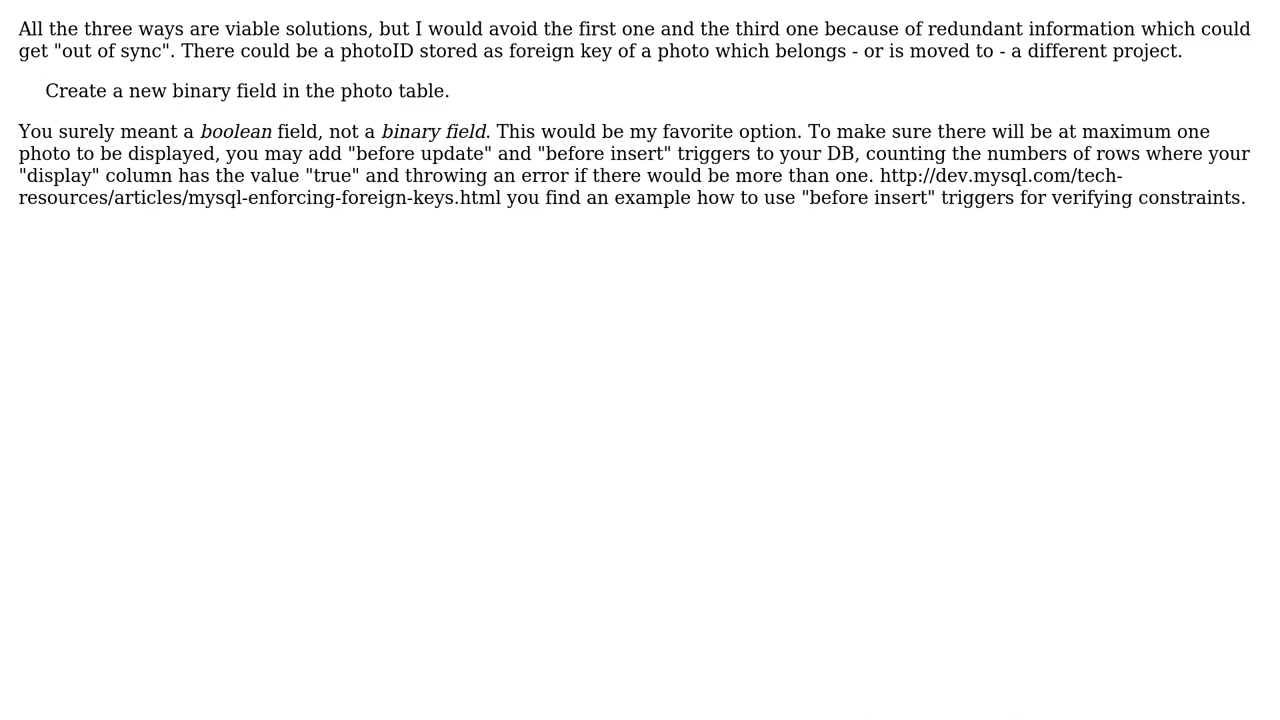 All the three ways are viable solutions, but I would avoid the first one and the third one because of redundant information which could
get "out of sync". There could be a photoID stored as foreign key of a photo which belongs - or is moved to - a different project.
Create a new binary field in the photo table.
You surely meant a boolean field, not a binary field. This would be my favorite option. To make sure there will be at maximum one
photo to be displayed, you may add "before update" and "before insert" triggers to your DB, counting the numbers of rows where your
"display" column has the value "true" and throwing an error if there would be more than one. http://dev.mysql.com/tech-
resources/articles/mysql-enforcing-foreign-keys.html you find an example how to use "before insert" triggers for verifying constraints.